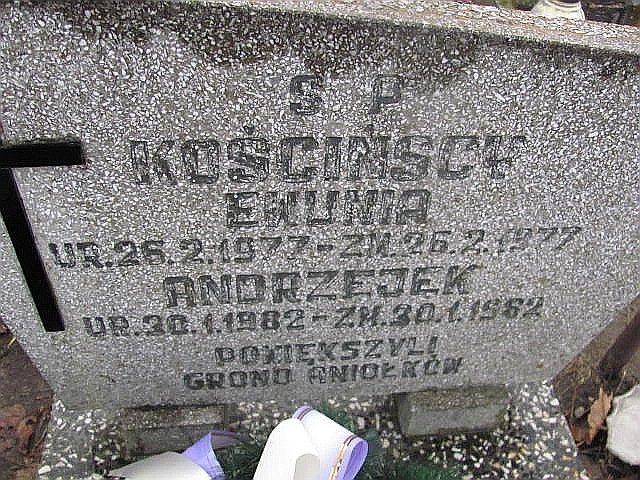 S P
KOŚCIŃSCY
EWUNIA
UR.26.2.1977-ZM.26.2.1977
ANDRZEJEK
UR.30.1.1982-ZM.30.1.1982
POWIĘKSZYLI
GRONO ANIOŁKÓW